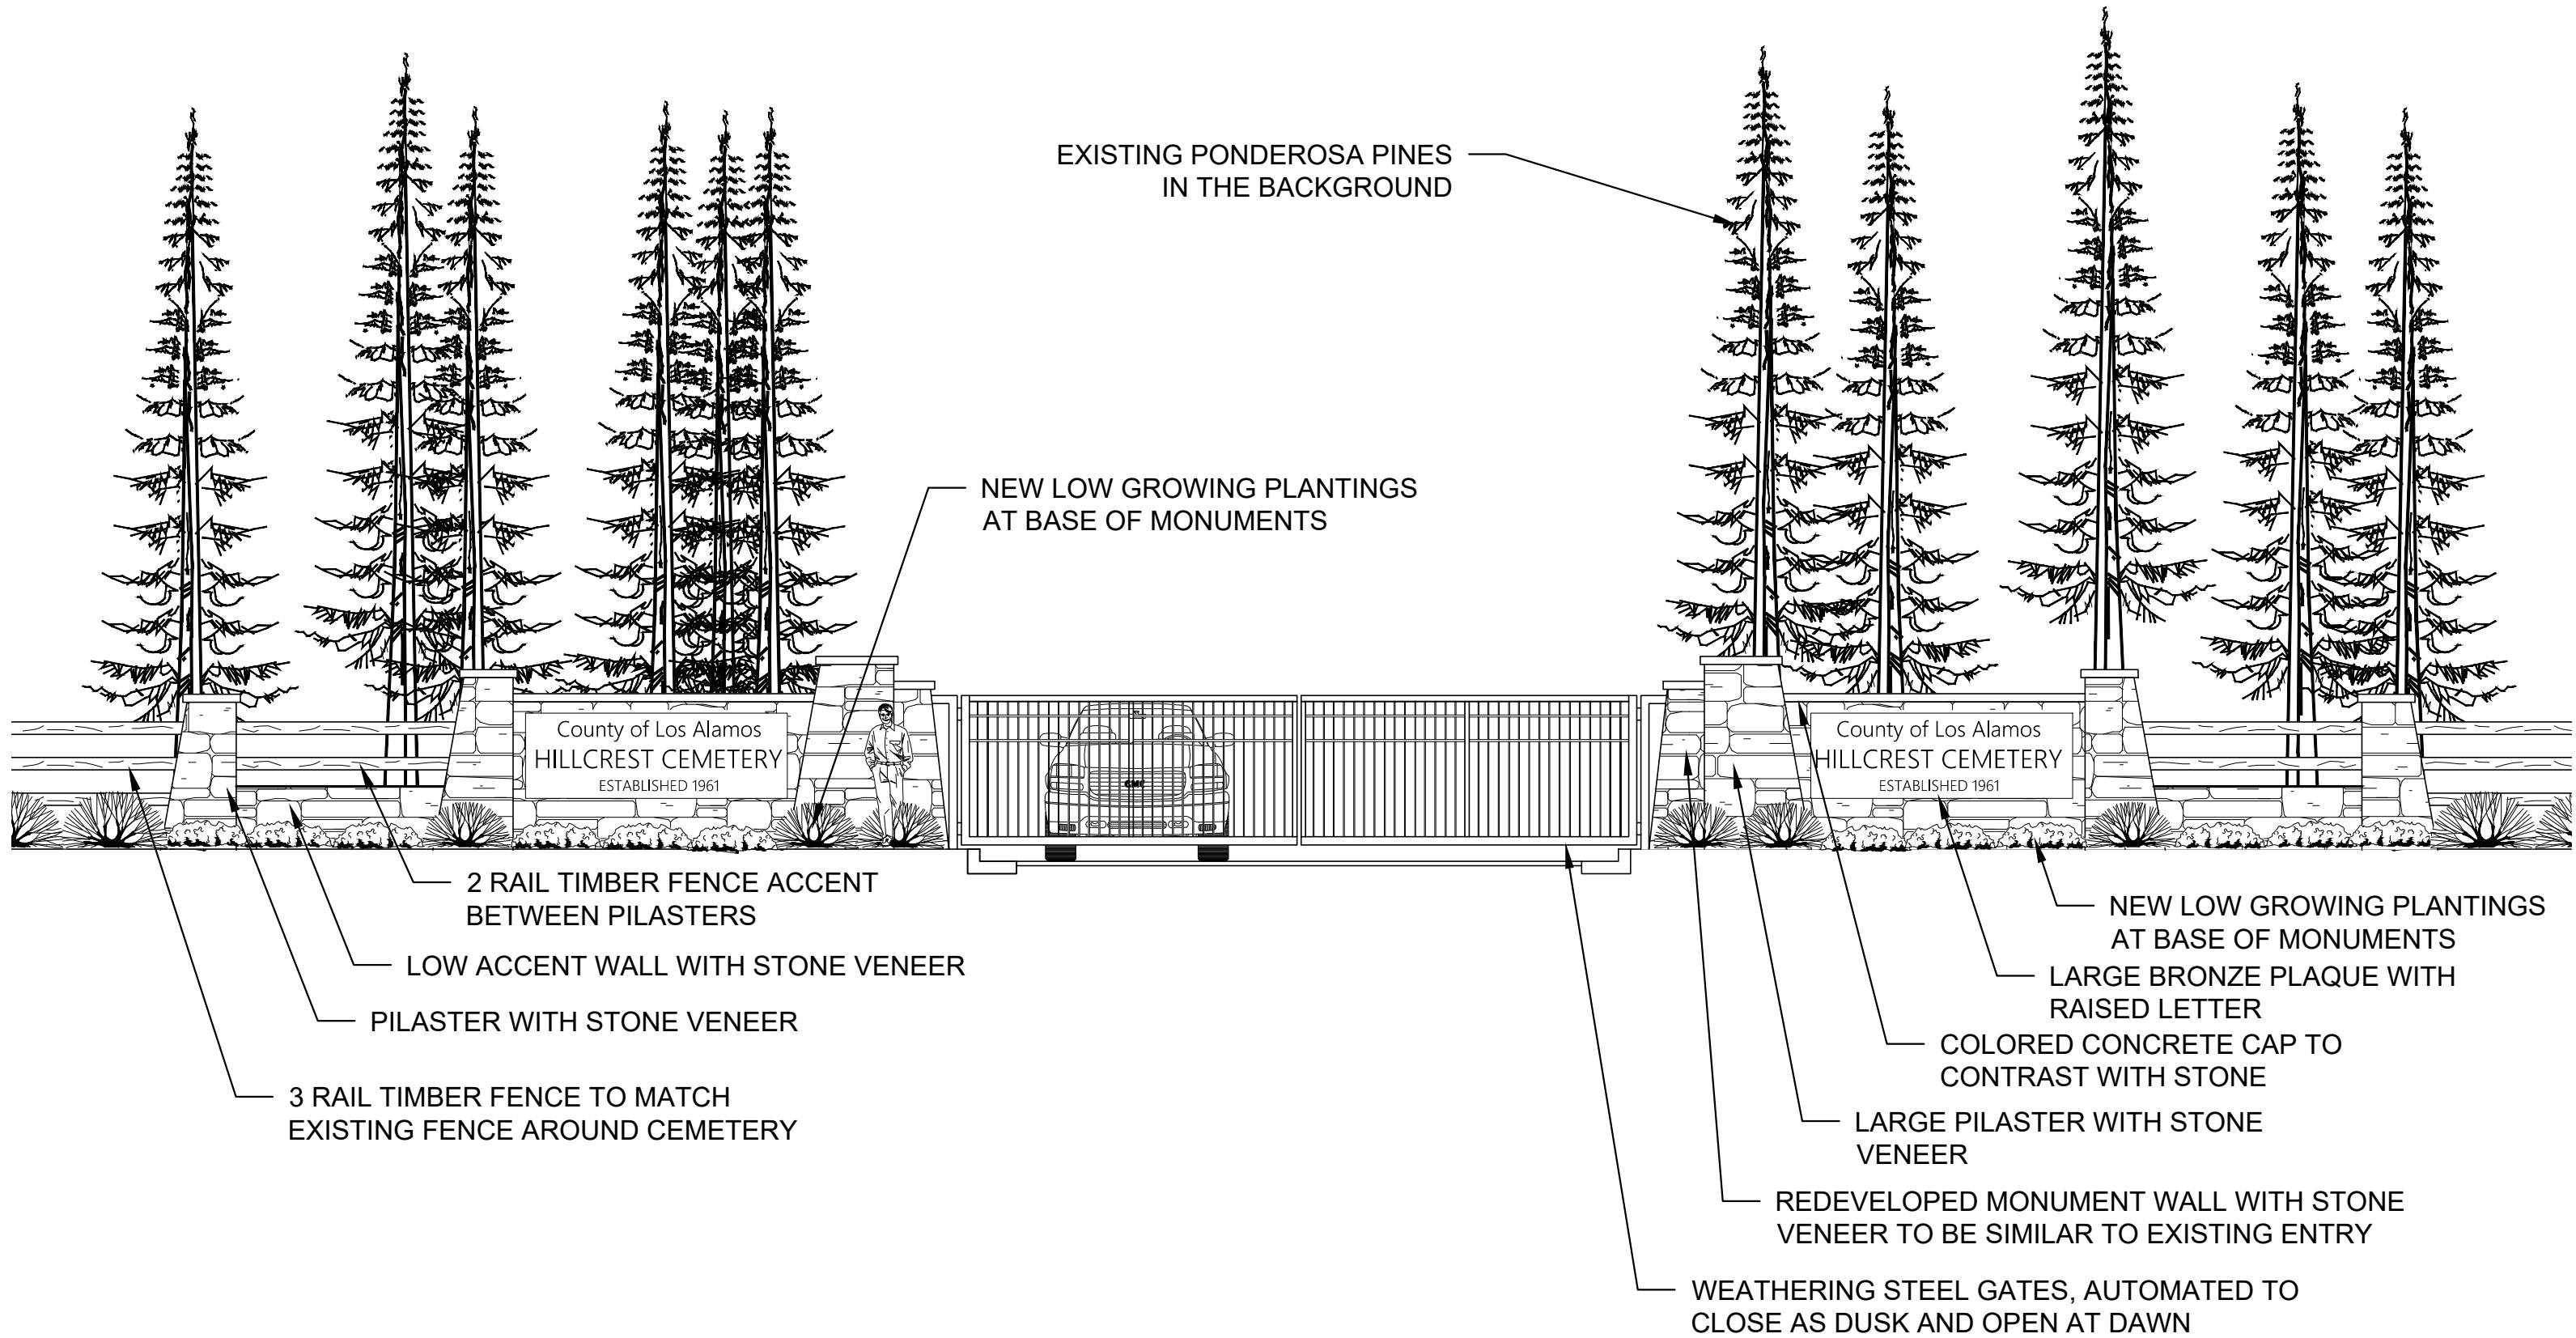 EXISTING PONDEROSA PINES
IN THE BACKGROUND
NEW LOW GROWING PLANTINGS
AT BASE OF MONUMENTS
County of Los Alamos
HILLCREST CEMETERY
ESTABLISHED 1961
GMC
County of Los Alamos
HILLCREST CEMETERY
ESTABLISHED 1961
2 RAIL TIMBER FENCE ACCENT
BETWEEN PILASTERS
LOW ACCENT WALL WITH STONE VENEER
PILASTER WITH STONE VENEER
3 RAIL TIMBER FENCE TO MATCH
EXISTING FENCE AROUND CEMETERY
NEW LOW GROWING PLANTINGS
AT BASE OF MONUMENTS
LARGE BRONZE PLAQUE WITH
RAISED LETTER
COLORED CONCRETE CAP TO
CONTRAST WITH STONE
LARGE PILASTER WITH STONE
VENEER
REDEVELOPED MONUMENT WALL WITH STONE
VENEER TO BE SIMILAR TO EXISTING ENTRY
WEATHERING STEEL GATES, AUTOMATED TO
CLOSE AS DUSK AND OPEN AT DAWN